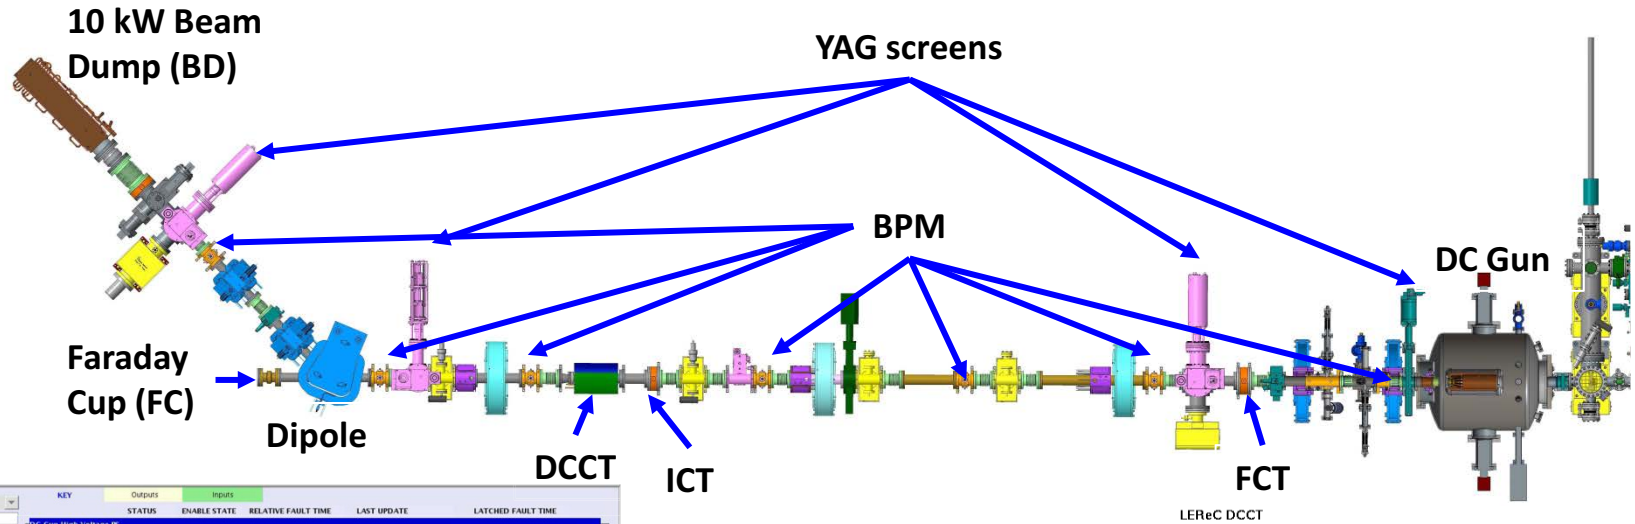 10 kW Beam
Dump (BD)
YAG screens
BPM
DC Gun
Faraday
Cup (FC)
Dipole
DCCT
ICT
FCT
LEReC DCCT
KEY
Outputs
Inputs
STATUS
ENABLE STATE
RELATIVE FAULT TIME
LAST UPDATE
LATCHED FAULT TIME